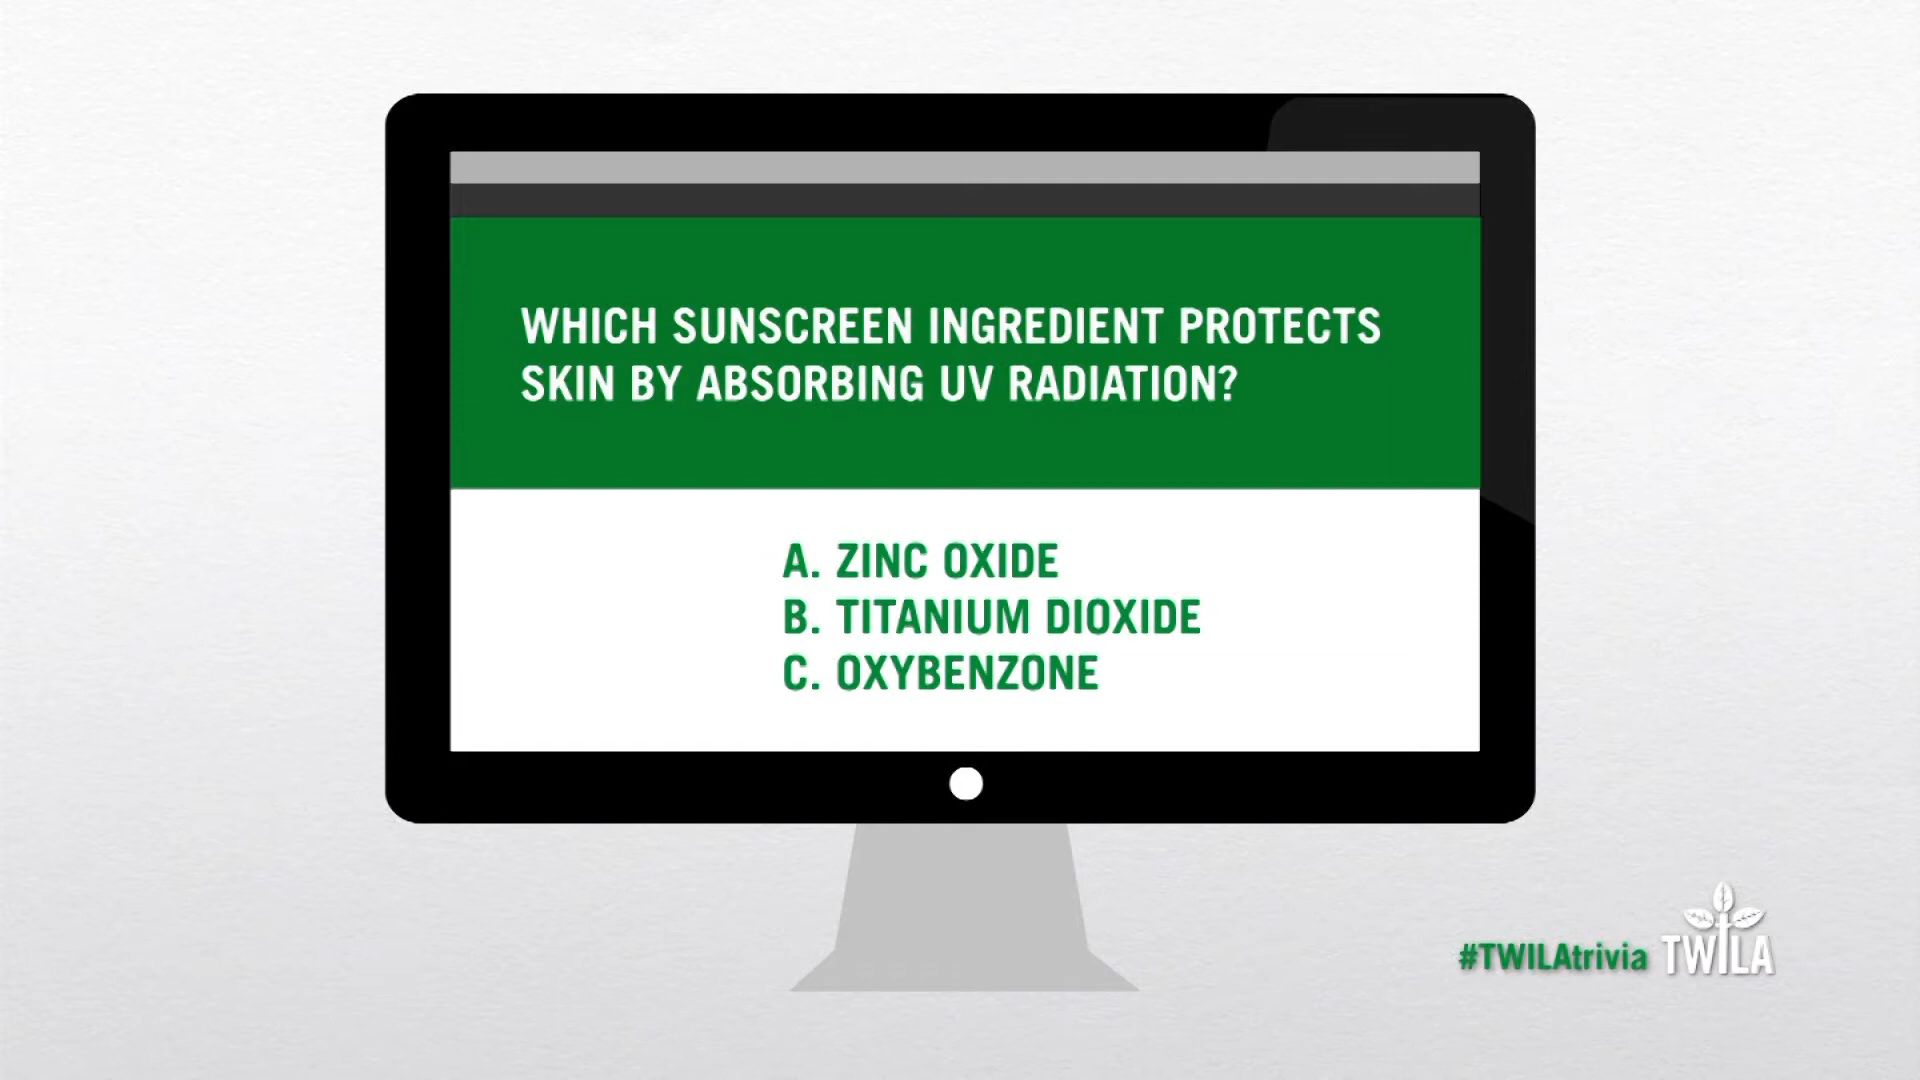 WHICH SUNSCREEN INGREDIENT PROTECTS
SKIN BY ABSORBING UV RADIATION?
A. ZINC OXIDE
B. TITANIUM DIOXIDE
C. OXYBENZONE
#TWILAtrivia TWILA